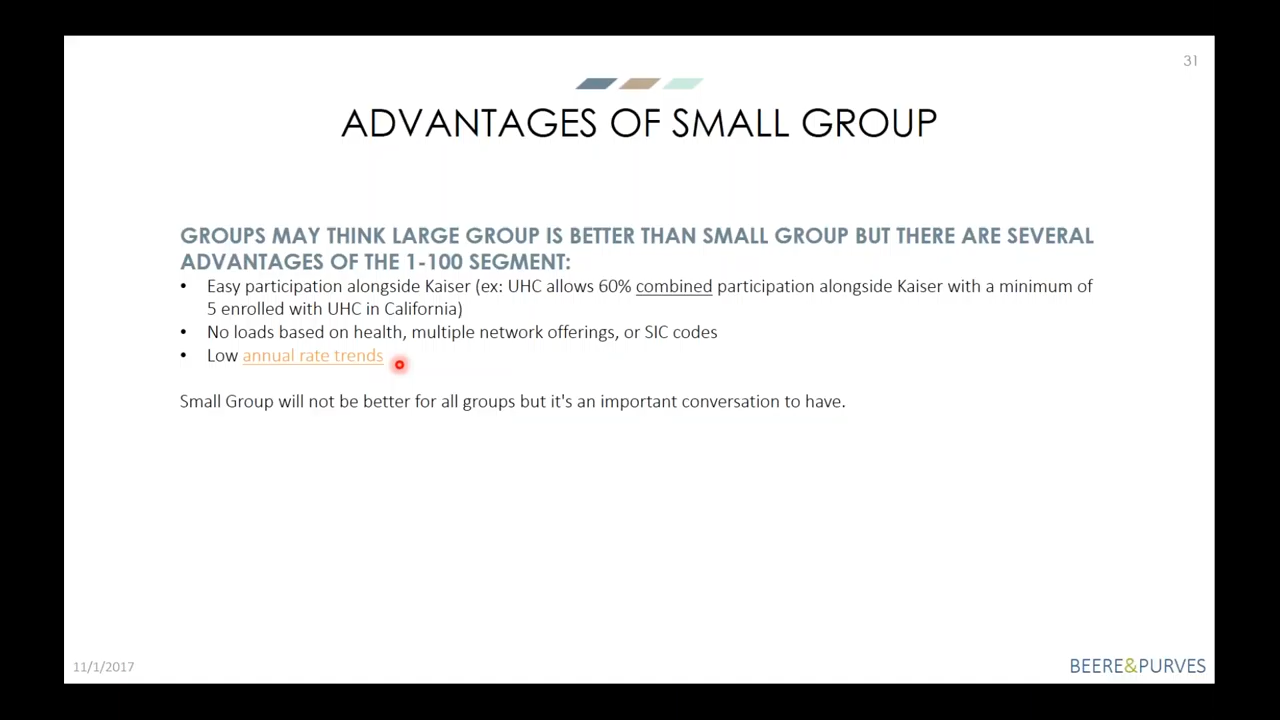 31
ADVANTAGES OF SMALL GROUP
GROUPS MAY THINK LARGE GROUP IS BETTER THAN SMALL GROUP BUT THERE ARE SEVERAL
ADVANTAGES OF THE 1-100 SEGMENT:
• Easy participation alongside Kaiser (ex: UHC allows 60% combined participation alongside Kaiser with a minimum of
5 enrolled with UHC in California)
• No loads based on health, multiple network offerings, or SIC codes
• Low annual rate trends
Small Group will not be better for all groups but it's an important conversation to have.
11/1/2017
BEERE&PURVES